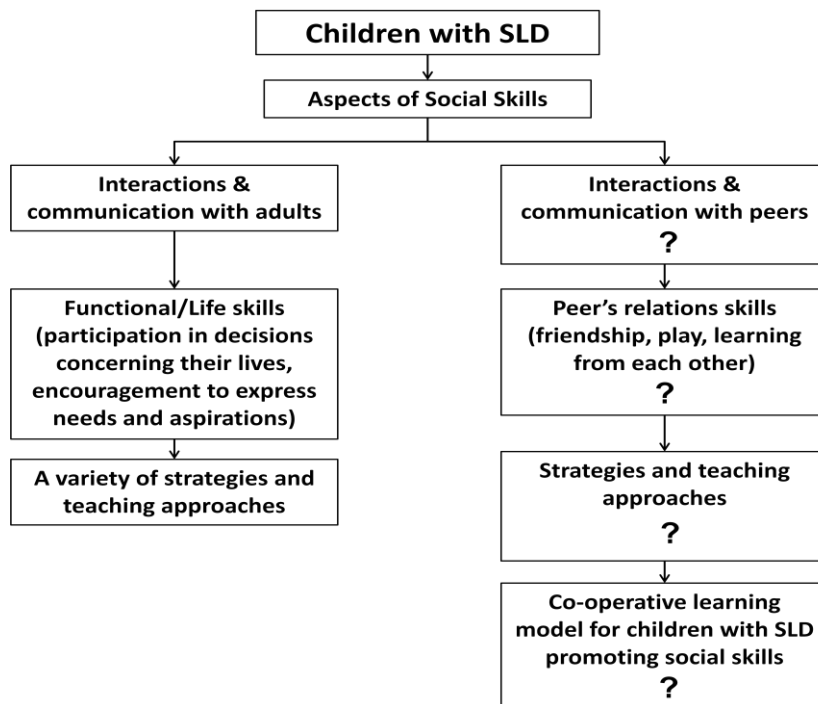 Children with SLD
Aspects of Social Skills
Interactions &
communication with adults
Interactions &
communication with peers
?
Functional/Life skills
(participation in decisions
concerning their lives,
encouragement to express
needs and aspirations)
Peer’s relations skills
(friendship, play, learning
from each other)
?
A variety of strategies and
teaching approaches
Strategies and teaching
approaches
?
Co-operative learning
model for children with SLD
promoting social skills
?